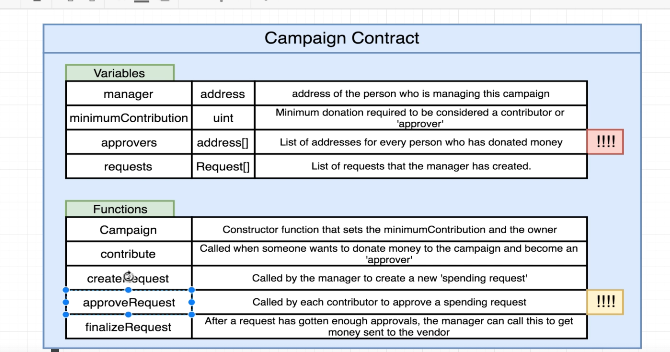 Campaign Contract
Variables
manager address address of the person who is managing this campaign
minimumContribution uint Minimum donation required to be considered a contributor or
'approver'
approvers address[] List of addresses for every person who has donated money !!!!
requests Request[] List of requests that the manager has created.
Functions
Campaign Constructor function that sets the minimumContribution and the owner
contribute Called when someone wants to donate money to the campaign and become an
'approver'
createRequest Called by the manager to create a new 'spending request'
approveRequest Called by each contributor to approve a spending request !!!!
finalizeRequest After a request has gotten enough approvals, the manager can call this to get
money sent to the vendor